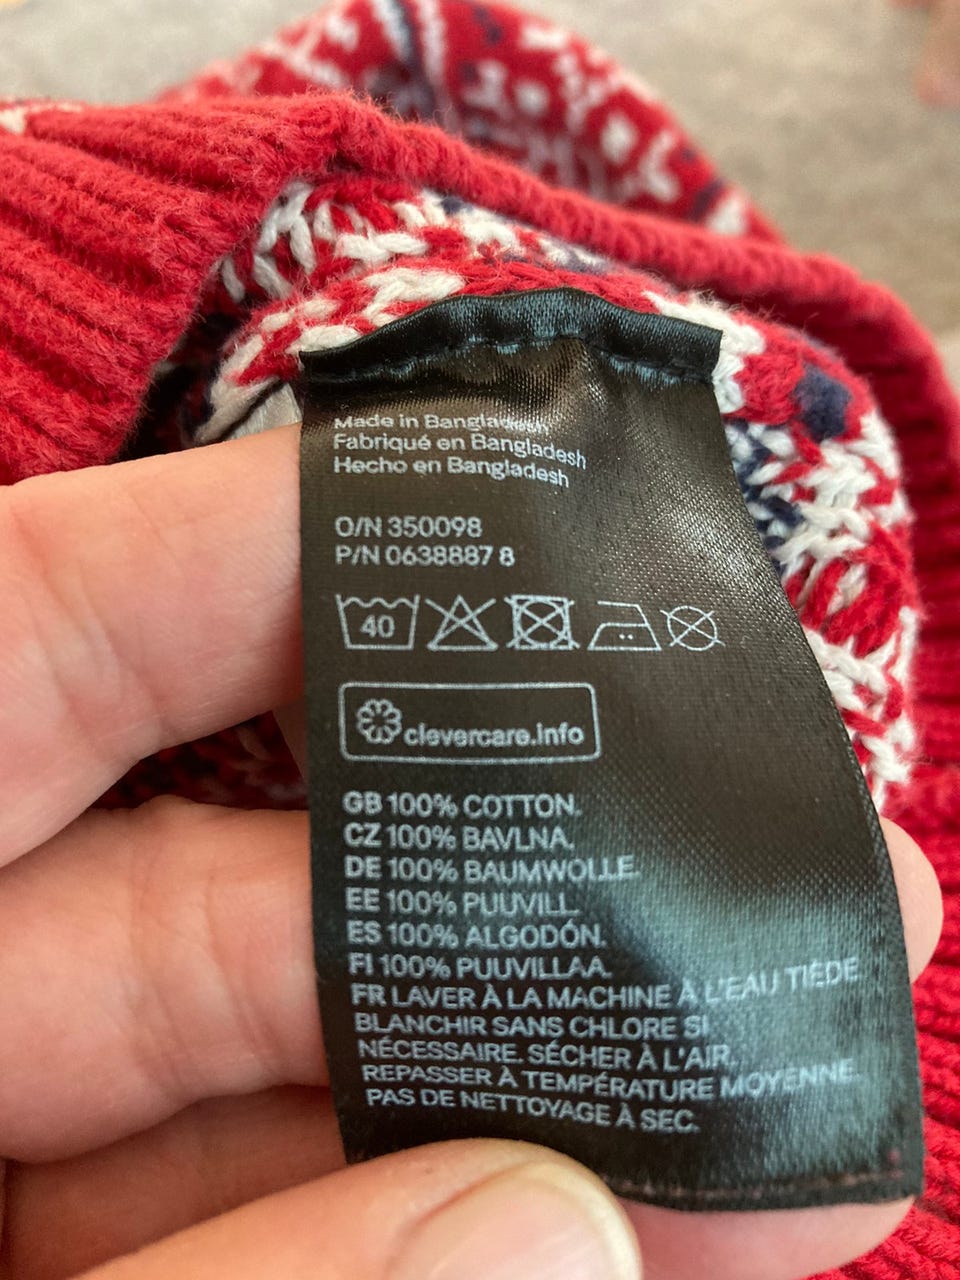 Made in Bangladesh
Fabriqué en Bangladesh
Hecho en Bangladesh
O/N 350098
P/N 0638887 8
40
clevercare.info
GB 100% COTTON.
CZ 100% BAVLNA.
DE 100% BAUMWOLLE.
EE 100% PUUVILL.
ES 100% ALGODÓN.
FI 100% PUUVILLAA.
FR LAVER À LA MACHINE À L'EAU TIÈDE
BLANCHIR SANS CHLORE SI
NÉCESSAIRE. SÉCHER À L'AIR.
REPASSER À TEMPÉRATURE MOYENNE.
PAS DE NETTOYAGE À SEC.